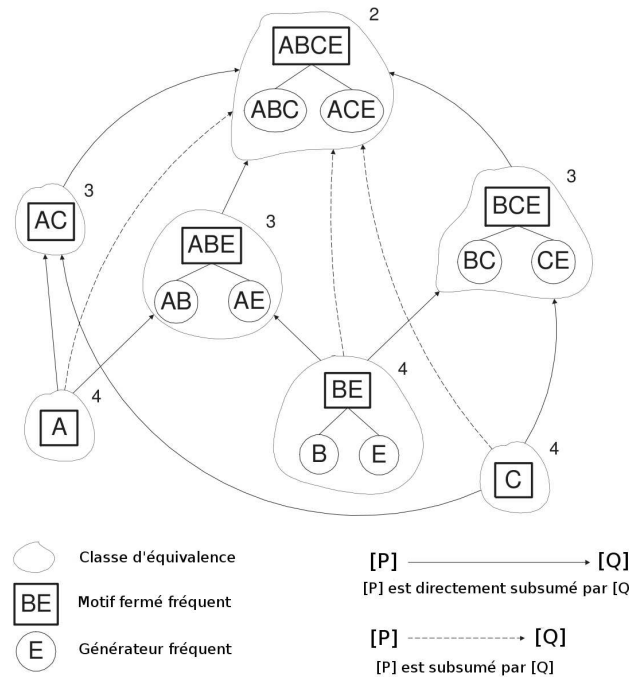 2
ABCE
ABC ACE
3
AC
3
ABE
AB AE
3
BCE
BC CE
4
A
4
BE
B E
4
C
Classe d'équivalence
BE Motif fermé fréquent
E Générateur fréquent
[P] [Q]
[P] est directement subsumé par [Q
[P] [Q]
[P] est subsumé par [Q]